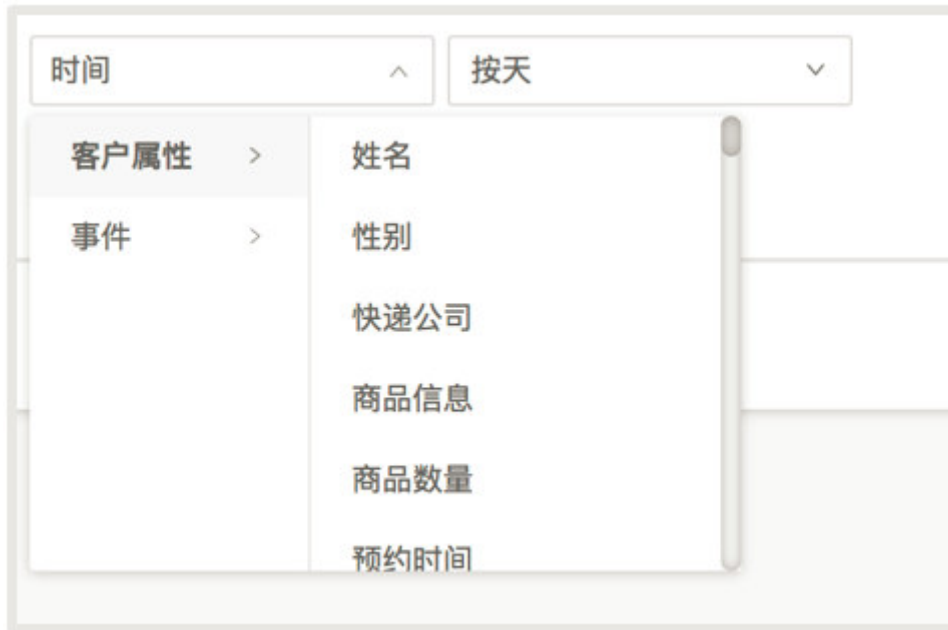 时间
按天
客户属性
姓名
事件
性别
快递公司
商品信息
商品数量
预约时间